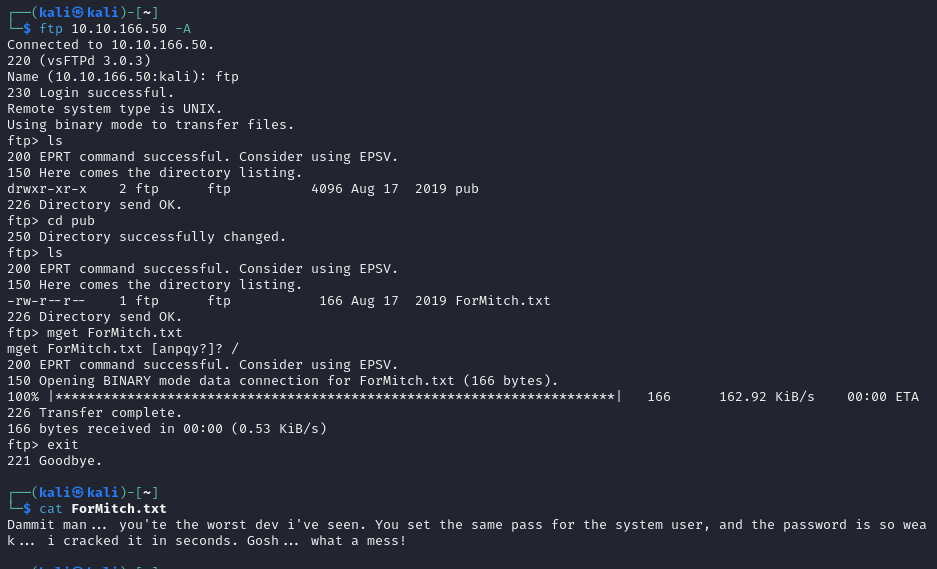 ┌──(kali㉿kali)-[~]
└─$ ftp 10.10.166.50 -A
Connected to 10.10.166.50.
220 (vsFTPd 3.0.3)
Name (10.10.166.50:kali): ftp
230 Login successful.
Remote system type is UNIX.
Using binary mode to transfer files.
ftp> ls
200 EPRT command successful. Consider using EPSV.
150 Here comes the directory listing.
drwxr-xr-x    2 ftp      ftp          4096 Aug 17  2019 pub
226 Directory send OK.
ftp> cd pub
250 Directory successfully changed.
ftp> ls
200 EPRT command successful. Consider using EPSV.
150 Here comes the directory listing.
-rw-r--r--    1 ftp      ftp           166 Aug 17  2019 ForMitch.txt
226 Directory send OK.
ftp> mget ForMitch.txt
mget ForMitch.txt [anpqy?]? /
200 EPRT command successful. Consider using EPSV.
150 Opening BINARY mode data connection for ForMitch.txt (166 bytes).
100% |**********************************************************************|   166      162.92 KiB/s    00:00 ETA
226 Transfer complete.
166 bytes received in 00:00 (0.53 KiB/s)
ftp> exit
221 Goodbye.
┌──(kali㉿kali)-[~]
└─$ cat ForMitch.txt
Dammit man... you'te the worst dev i've seen. You set the same pass for the system user, and the password is so wea
k... i cracked it in seconds. Gosh... what a mess!
┌──(kali㉿kali)-[~]